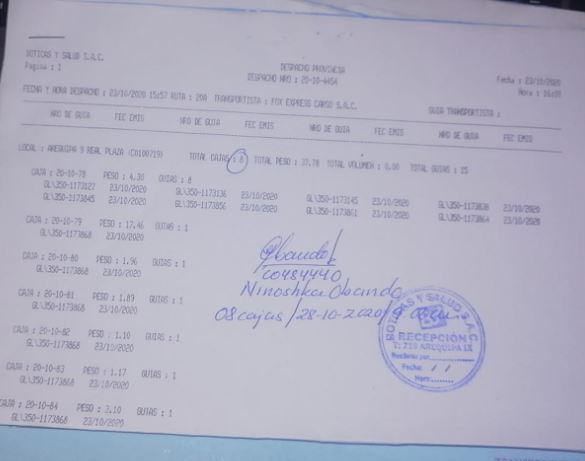 BOTICAS Y SALUD S.A.C.
Pagina : 1
DESPACHO PROVINCIA
DESPACHO NRO : 20-10-4454
Fecha : 23/10/2020
Hora : 16:05
FECHA Y HORA DESPACHO : 23/10/2020 15:57 RUTA : 20A TRANSPORTISTA : FOX EXPRESS CARGO S.A.C. GUIA TRANSPORTISTA :
NRO DE GUIA FEC EMIS NRO DE GUIA FEC EMIS NRO DE GUIA FEC EMIS NRO DE GUIA FEC EMIS
LOCAL : AREQUIPA 9 REAL PLAZA (C0100719) TOTAL CAJAS : 8 TOTAL PESO : 37.78 TOTAL VOLUMEN : 0.00 TOTAL GUIAS : 15
CAJA : 20-10-78 PESO : 4.30 GUIAS : 8
GL\350-1173127 23/10/2020 GL\350-1173136 23/10/2020 GL\350-1173145 23/10/2020 23/10/2020
GL\350-1173845 23/10/2020 GL\350-1173856 23/10/2020 GL\350-1173861 23/10/2020 GL\350-1173864 23/10/2020
CAJA : 20-10-79 PESO : 17.46 GUIAS : 1
GL\350-1173868 23/10/2020
CAJA : 20-10-80 PESO : 1.96 GUIAS : 1
GL\350-1173868 23/10/2020
CAJA : 20-10-81 PESO : 1.89 GUIAS : 1
GL\350-1173868 23/10/2020
CAJA : 20-10-82 PESO : 1.10 GUIAS : 1
GL\350-1173868 23/10/2020
CAJA : 20-10-83 PESO : 1.17 GUIAS : 1
GL\350-1173868 23/10/2020
CAJA : 20-10-84 PESO : 3.10 GUIAS : 1
GL\350-1173868 23/10/2020
Obando
C0484440
Ninoshka Obando
08 cajas / 28-10-2020 /
BOTICAS Y SALUD S.A.C.
RECEPCIÓN
T: 719 AREQUIPA IX
Recibido por
Fecha: / /
Hora: